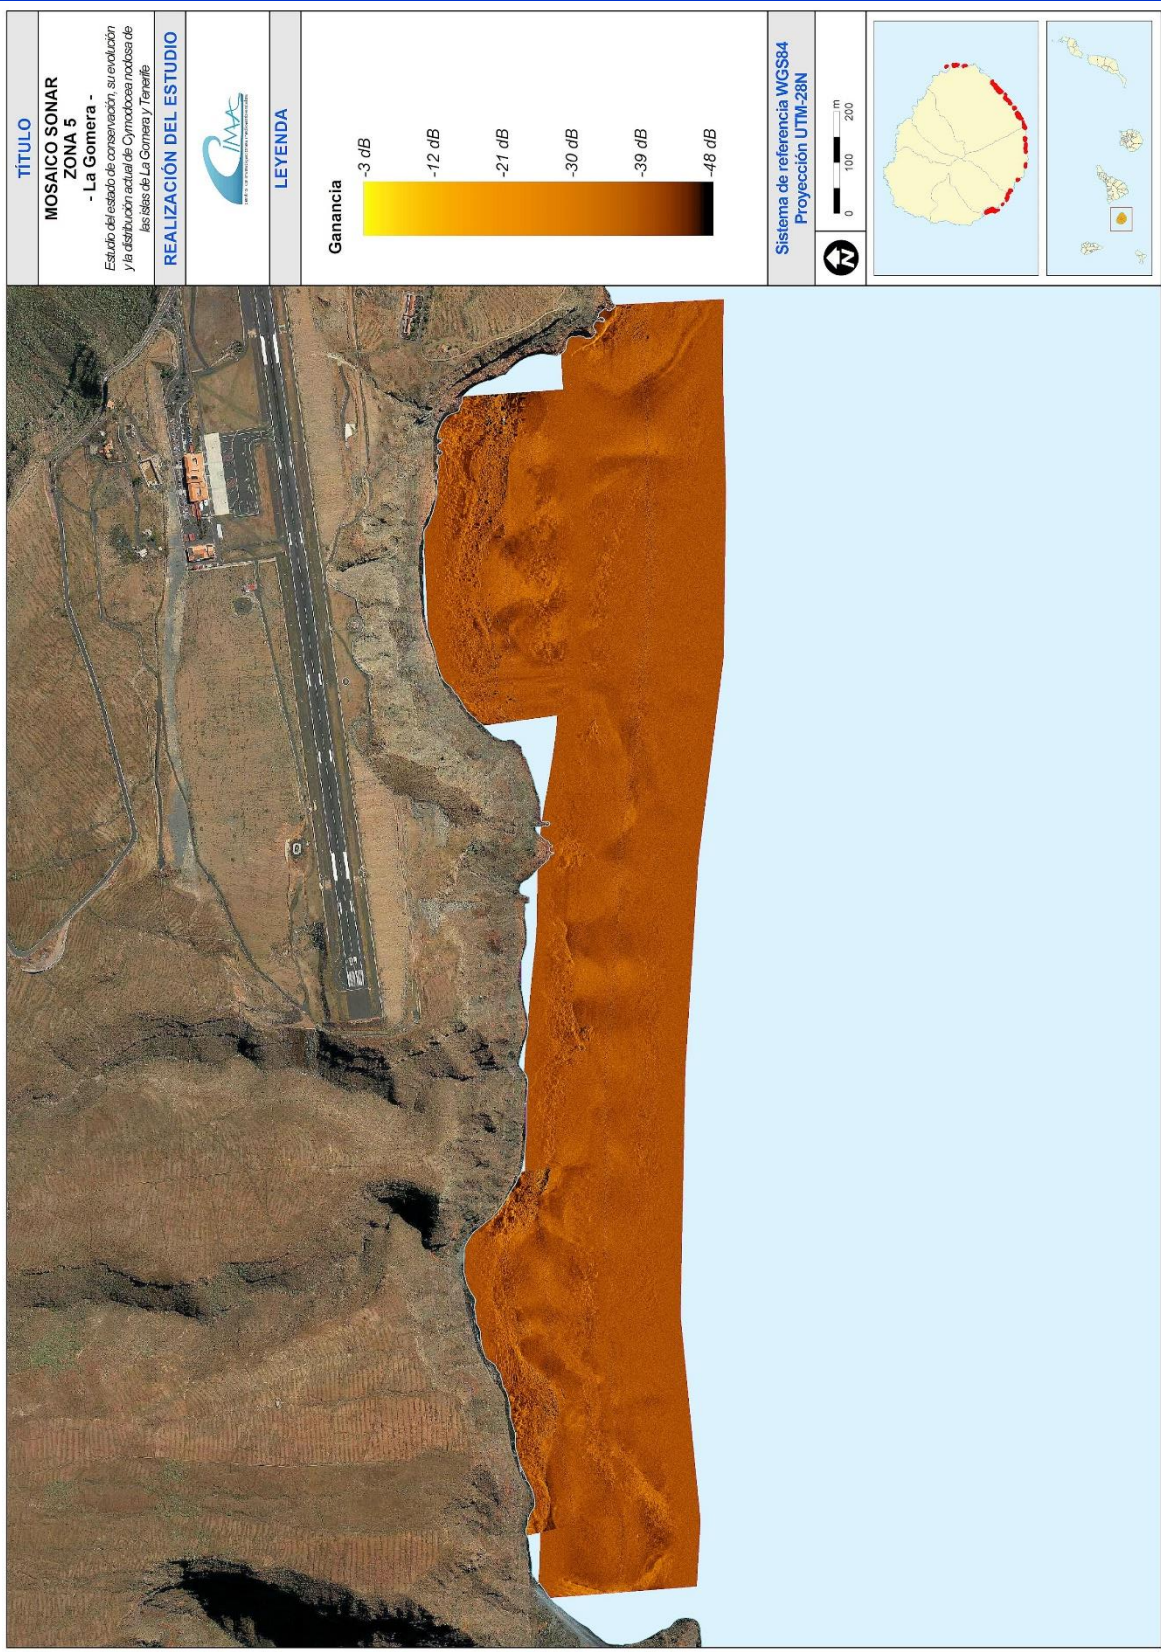 TÍTULO
MOSAICO SONAR
ZONA 5
- La Gomera -
Estudio del estado de conservación, su evolución
y la distribución actual de Cymodocea nodosa de
las islas de La Gomera y Tenerife
REALIZACIÓN DEL ESTUDIO
CIMA
LEYENDA
Ganancia
-3 dB
-12 dB
-21 dB
-30 dB
-39 dB
-48 dB
Sistema de referencia WGS84
Proyección UTM-28N
N
0 100 200 m